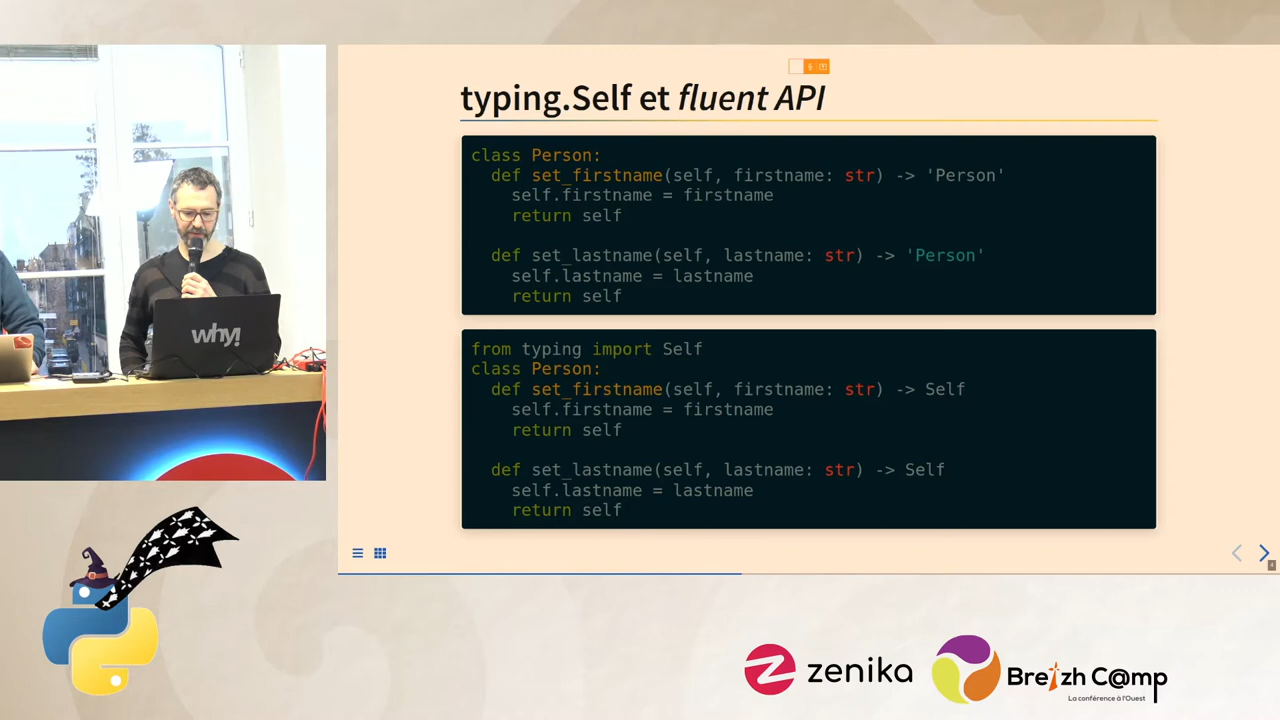 typing.Self et fluent API
class Person:
  def set_firstname(self, firstname: str) -> 'Person'
    self.firstname = firstname
    return self

  def set_lastname(self, lastname: str) -> 'Person'
    self.lastname = lastname
    return self
from typing import Self
class Person:
  def set_firstname(self, firstname: str) -> Self
    self.firstname = firstname
    return self

  def set_lastname(self, lastname: str) -> Self
    self.lastname = lastname
    return self
why!
zenika
Breizh C@mp
La conférence à l'Ouest